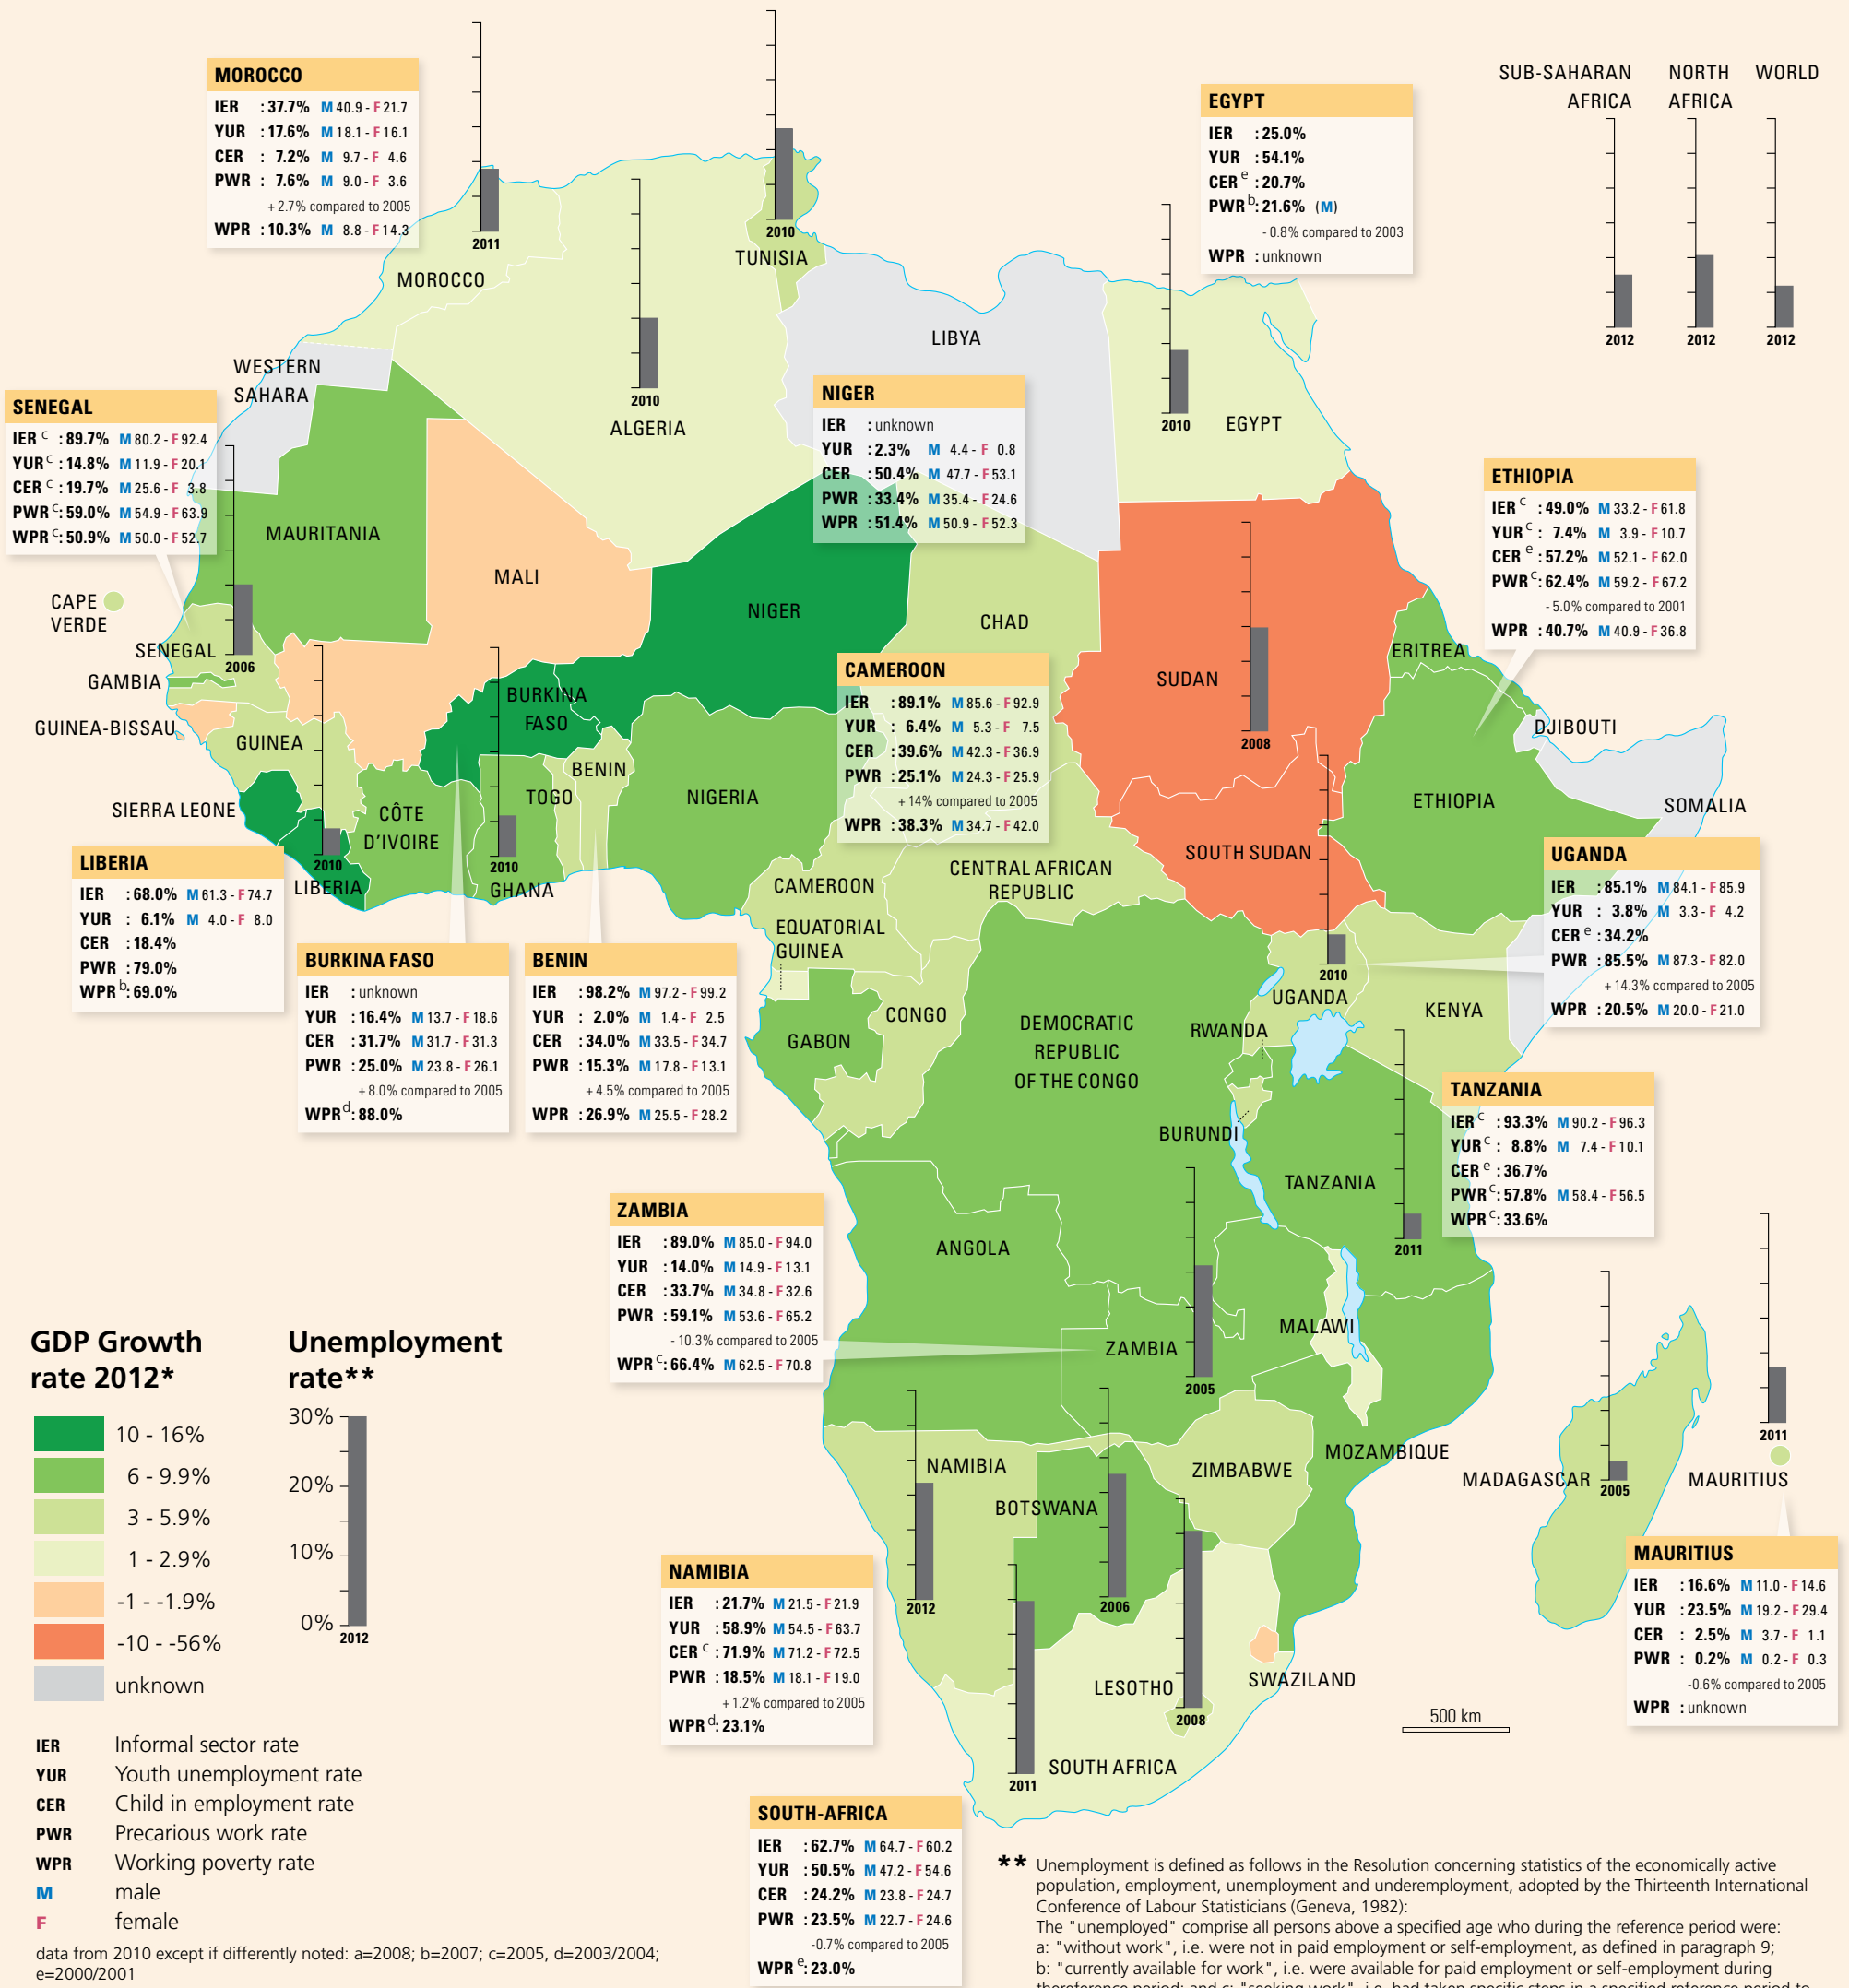 MOROCCO
IER : 37.7% M 40.9 - F 21.7
YUR : 17.6% M 18.1 - F 16.1
CER : 7.2% M 9.7 - F 4.6
PWR : 7.6% M 9.0 - F 3.6
+ 2.7% compared to 2005
WPR : 10.3% M 8.8 - F 14.3
2011
MOROCCO
2010
TUNISIA
EGYPT
IER : 25.0%
YUR : 54.1%
CER e : 20.7%
PWR b : 21.6% (M)
- 0.8% compared to 2003
WPR : unknown
SUB-SAHARAN
AFRICA
NORTH
AFRICA
WORLD
2012
2012
2012
WESTERN
SAHARA
2010
ALGERIA
LIBYA
2010
EGYPT
SENEGAL
IER c : 89.7% M 80.2 - F 92.4
YUR c : 14.8% M 11.9 - F 20.1
CER c : 19.7% M 25.6 - F 3.8
PWR c : 59.0% M 54.9 - F 63.9
WPR c : 50.9% M 50.0 - F 52.7
NIGER
IER : unknown
YUR : 2.3% M 4.4 - F 0.8
CER : 50.4% M 47.7 - F 53.1
PWR : 33.4% M 35.4 - F 24.6
WPR : 51.4% M 50.9 - F 52.3
ETHIOPIA
IER c : 49.0% M 33.2 - F 61.8
YUR c : 7.4% M 3.9 - F 10.7
CER e : 57.2% M 52.1 - F 62.0
PWR c : 62.4% M 59.2 - F 67.2
- 5.0% compared to 2001
WPR : 40.7% M 40.9 - F 36.8
MAURITANIA
MALI
NIGER
CHAD
CAPE
VERDE
SENEGAL
2006
GAMBIA
GUINEA-BISSAU
GUINEA
SIERRA LEONE
BURKINA
FASO
BENIN
TOGO
CÔTE
D'IVOIRE
NIGERIA
2010
LIBERIA
2010
GHANA
CAMEROON
IER : 89.1% M 85.6 - F 92.9
YUR : 6.4% M 5.3 - F 7.5
CER : 39.6% M 42.3 - F 36.9
PWR : 25.1% M 24.3 - F 25.9
+ 14% compared to 2005
WPR : 38.3% M 34.7 - F 42.0
SUDAN
2008
ERITREA
DJIBOUTI
ETHIOPIA
SOMALIA
SOUTH SUDAN
CENTRAL AFRICAN
REPUBLIC
CAMEROON
EQUATORIAL
GUINEA
LIBERIA
IER : 68.0% M 61.3 - F 74.7
YUR : 6.1% M 4.0 - F 8.0
CER : 18.4%
PWR : 79.0%
WPR b : 69.0%
UGANDA
IER : 85.1% M 84.1 - F 85.9
YUR : 3.8% M 3.3 - F 4.2
CER e : 34.2%
PWR : 85.5% M 87.3 - F 82.0
+ 14.3% compared to 2005
WPR : 20.5% M 20.0 - F 21.0
BURKINA FASO
IER : unknown
YUR : 16.4% M 13.7 - F 18.6
CER : 31.7% M 31.7 - F 31.3
PWR : 25.0% M 23.8 - F 26.1
+ 8.0% compared to 2005
WPR d : 88.0%
BENIN
IER : 98.2% M 97.2 - F 99.2
YUR : 2.0% M 1.4 - F 2.5
CER : 34.0% M 33.5 - F 34.7
PWR : 15.3% M 17.8 - F 13.1
+ 4.5% compared to 2005
WPR : 26.9% M 25.5 - F 28.2
2010
UGANDA
KENYA
CONGO
GABON
DEMOCRATIC
REPUBLIC
OF THE CONGO
RWANDA
BURUNDI
TANZANIA
2011
TANZANIA
IER c : 93.3% M 90.2 - F 96.3
YUR c : 8.8% M 7.4 - F 10.1
CER e : 36.7%
PWR c : 57.8% M 58.4 - F 56.5
WPR c : 33.6%
ZAMBIA
IER : 89.0% M 85.0 - F 94.0
YUR : 14.0% M 14.9 - F 13.1
CER : 33.7% M 34.8 - F 32.6
PWR : 59.1% M 53.6 - F 65.2
- 10.3% compared to 2005
WPR c : 66.4% M 62.5 - F 70.8
ANGOLA
ZAMBIA
2005
MALAWI
MOZAMBIQUE
ZIMBABWE
NAMIBIA
2012
BOTSWANA
2006
MADAGASCAR
2005
2011
MAURITIUS
MAURITIUS
IER : 16.6% M 11.0 - F 14.6
YUR : 23.5% M 19.2 - F 29.4
CER : 2.5% M 3.7 - F 1.1
PWR : 0.2% M 0.2 - F 0.3
-0.6% compared to 2005
WPR : unknown
NAMIBIA
IER : 21.7% M 21.5 - F 21.9
YUR : 58.9% M 54.5 - F 63.7
CER c : 71.9% M 71.2 - F 72.5
PWR : 18.5% M 18.1 - F 19.0
+ 1.2% compared to 2005
WPR d : 23.1%
SWAZILAND
LESOTHO
2008
SOUTH AFRICA
2011
500 km
SOUTH-AFRICA
IER : 62.7% M 64.7 - F 60.2
YUR : 50.5% M 47.2 - F 54.6
CER : 24.2% M 23.8 - F 24.7
PWR : 23.5% M 22.7 - F 24.6
-0.7% compared to 2005
WPR e : 23.0%
GDP Growth
rate 2012*
10 - 16%
6 - 9.9%
3 - 5.9%
1 - 2.9%
-1 - -1.9%
-10 - -56%
unknown
Unemployment
rate**
30%
20%
10%
0%
2012
IER Informal sector rate
YUR Youth unemployment rate
CER Child in employment rate
PWR Precarious work rate
WPR Working poverty rate
M male
F female
data from 2010 except if differently noted: a=2008; b=2007; c=2005, d=2003/2004;
e=2000/2001
** Unemployment is defined as follows in the Resolution concerning statistics of the economically active
population, employment, unemployment and underemployment, adopted by the Thirteenth International
Conference of Labour Statisticians (Geneva, 1982):
The "unemployed" comprise all persons above a specified age who during the reference period were:
a: "without work", i.e. were not in paid employment or self-employment, as defined in paragraph 9;
b: "currently available for work", i.e. were available for paid employment or self-employment during
thereference period; and c: "seeking work", i.e. had taken specific steps in a specified reference period to